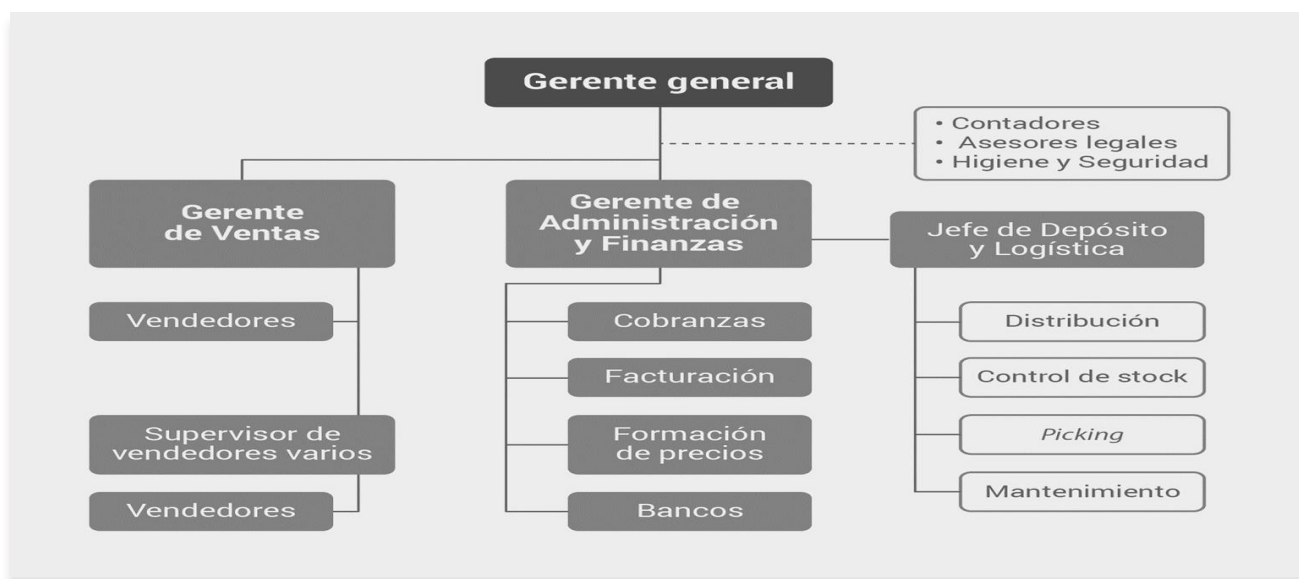 Gerente general
• Contadores
• Asesores legales
• Higiene y Seguridad
Gerente
de Ventas
Gerente de
Administración
y Finanzas
Jefe de Depósito
y Logística
Vendedores
Cobranzas
Distribución
Facturación
Control de stock
Supervisor de
vendedores varios
Formación
de precios
Picking
Vendedores
Bancos
Mantenimiento